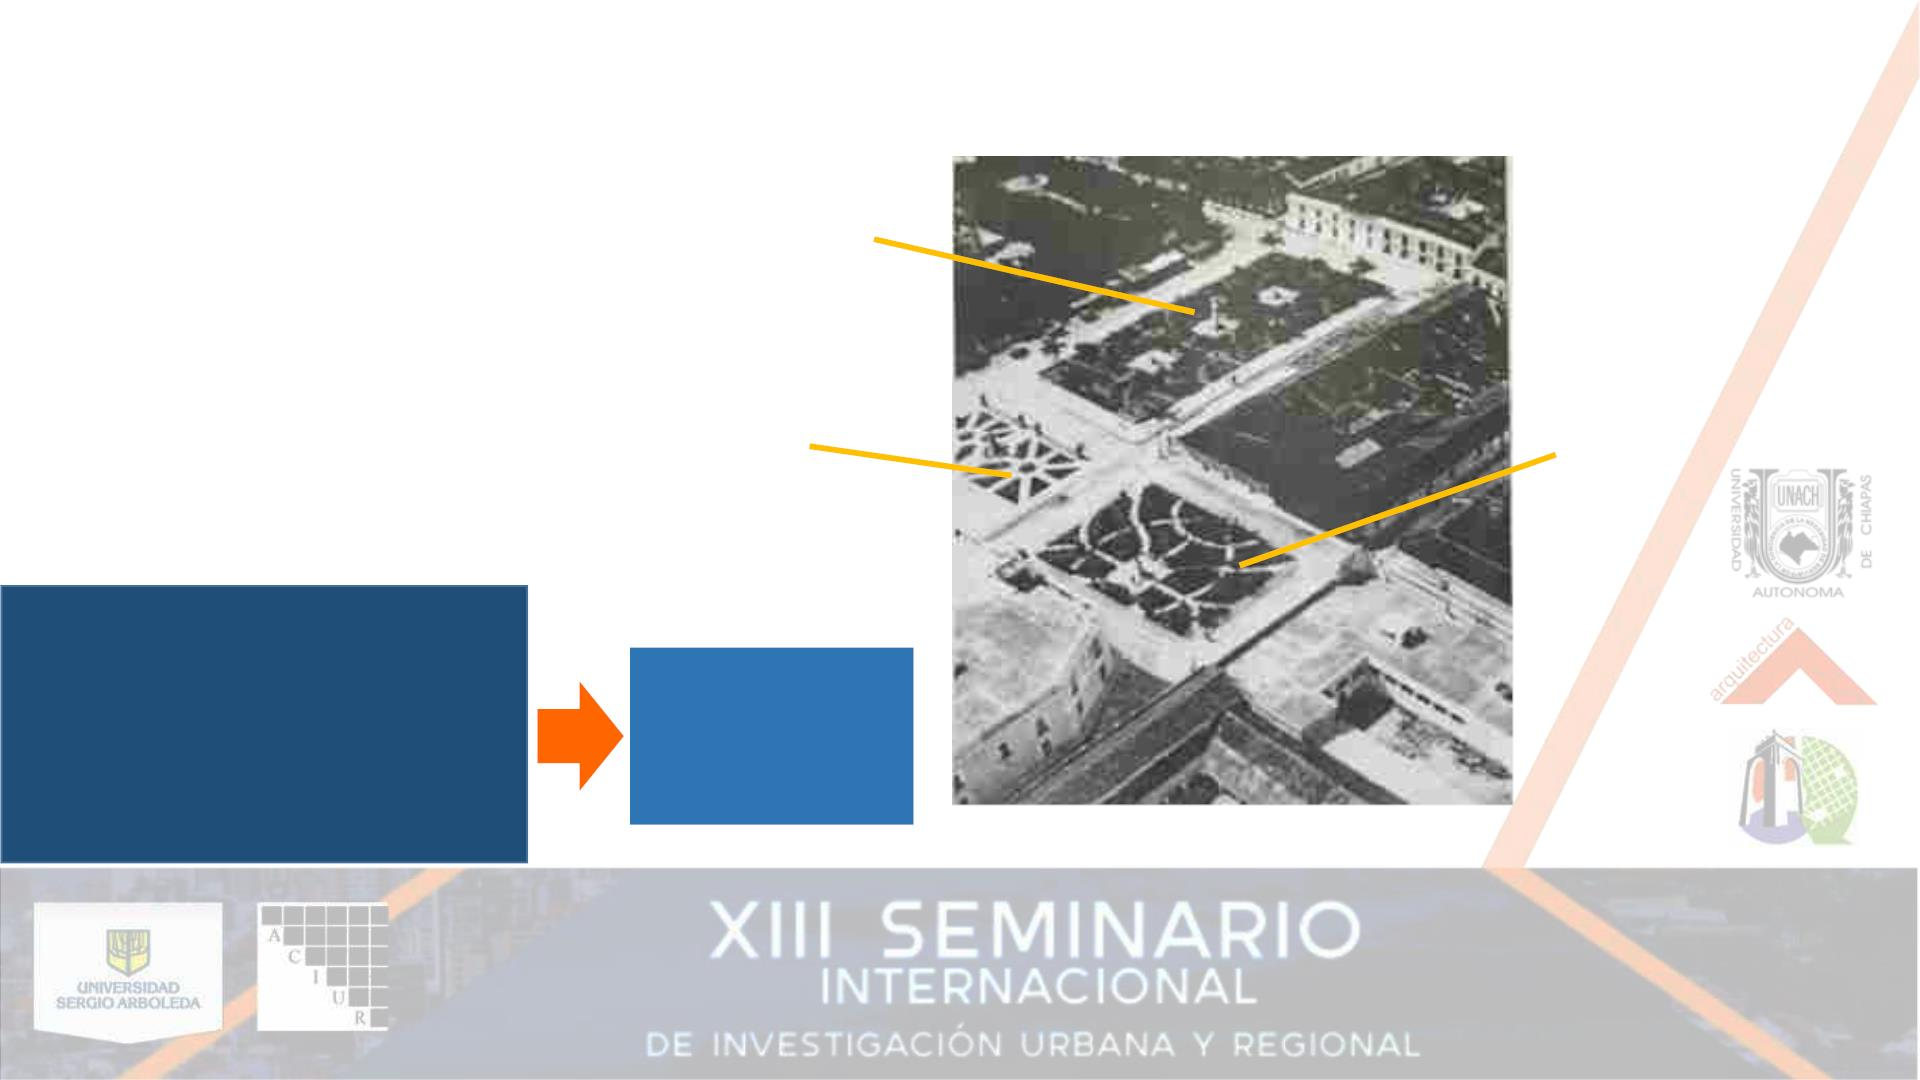 UNACH
UNIVERSIDAD
DE CHIAPAS
AUTONOMA
arquitectura
XIII SEMINARIO
INTERNACIONAL
DE INVESTIGACIÓN URBANA Y REGIONAL
UNIVERSIDAD
SERGIO ARBOLEDA
A
C
I
U
R